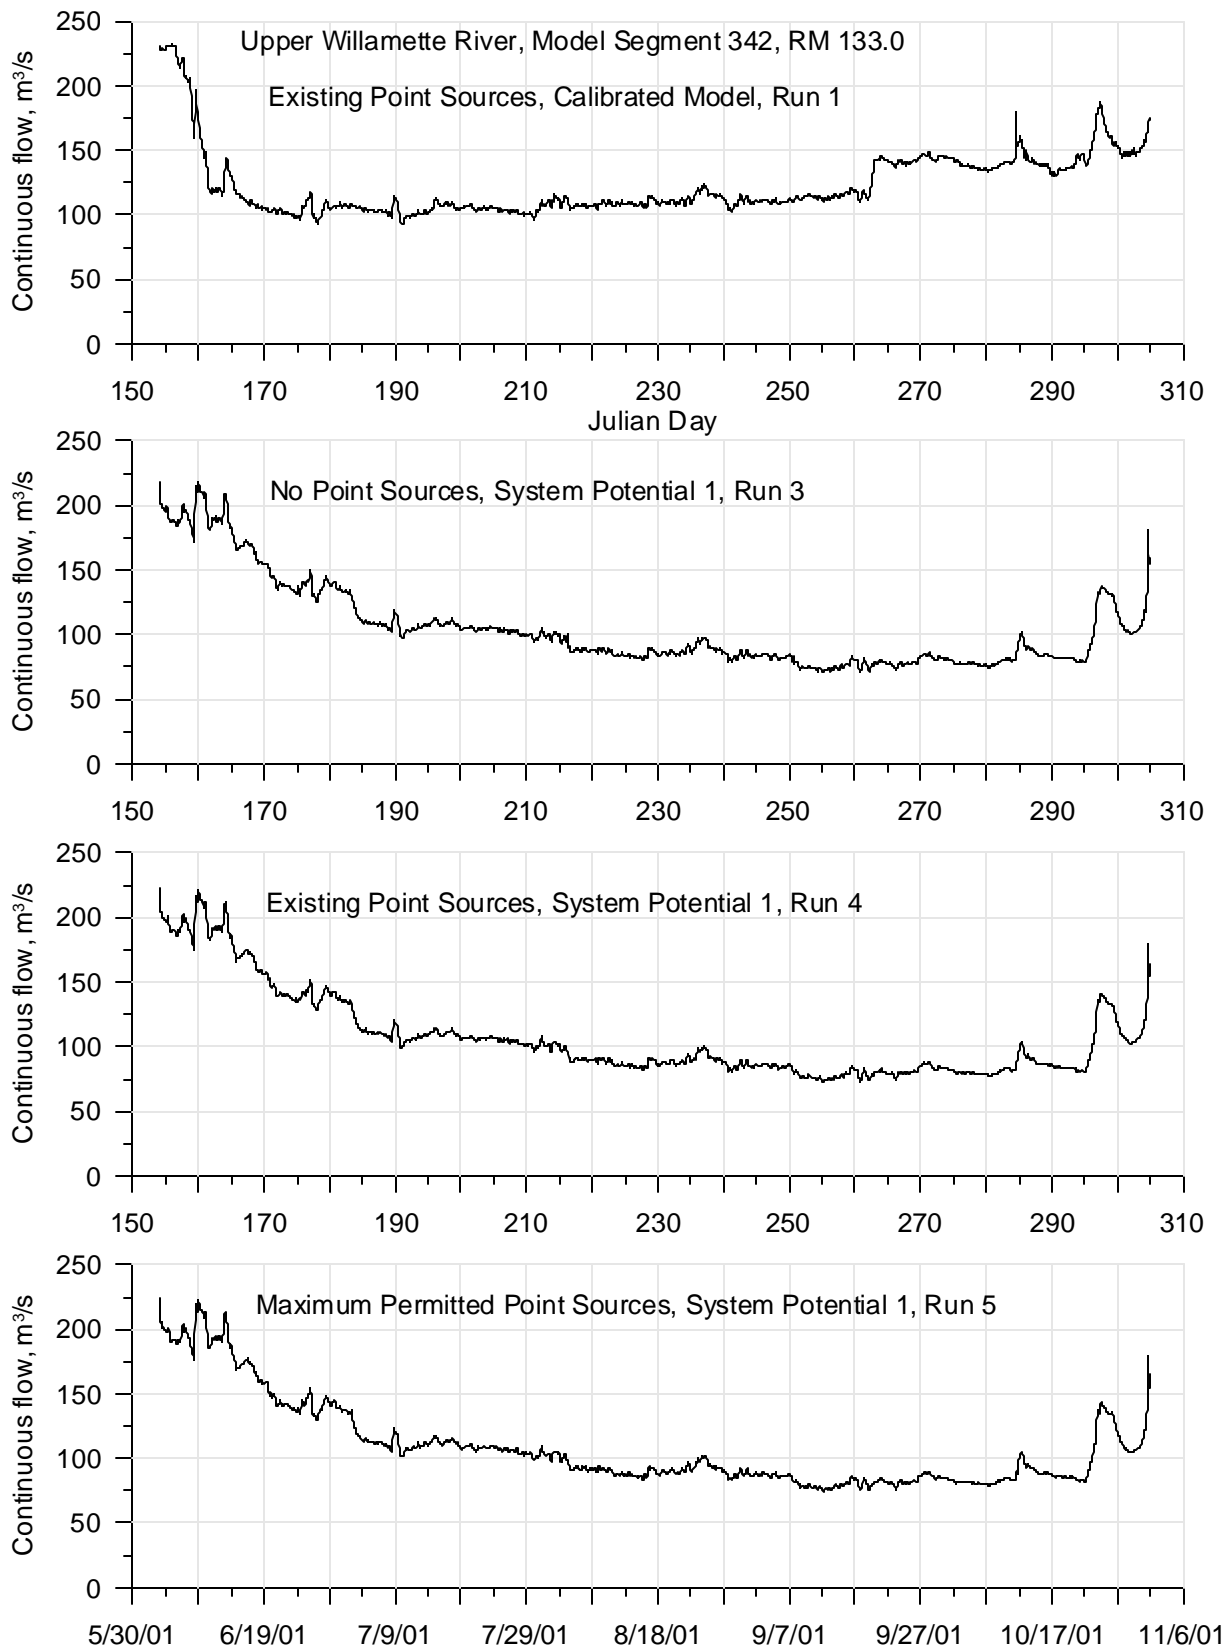 Continuous flow, m³/s
250
200
150
100
50
0
Upper Willamette River, Model Segment 342, RM 133.0
Existing Point Sources, Calibrated Model, Run 1
150 170 190 210 230 250 270 290 310
Julian Day
Continuous flow, m³/s
250
200
150
100
50
0
No Point Sources, System Potential 1, Run 3
150 170 190 210 230 250 270 290 310
Continuous flow, m³/s
250
200
150
100
50
0
Existing Point Sources, System Potential 1, Run 4
150 170 190 210 230 250 270 290 310
Continuous flow, m³/s
250
200
150
100
50
0
Maximum Permitted Point Sources, System Potential 1, Run 5
5/30/01 6/19/01 7/9/01 7/29/01 8/18/01 9/7/01 9/27/01 10/17/01 11/6/01